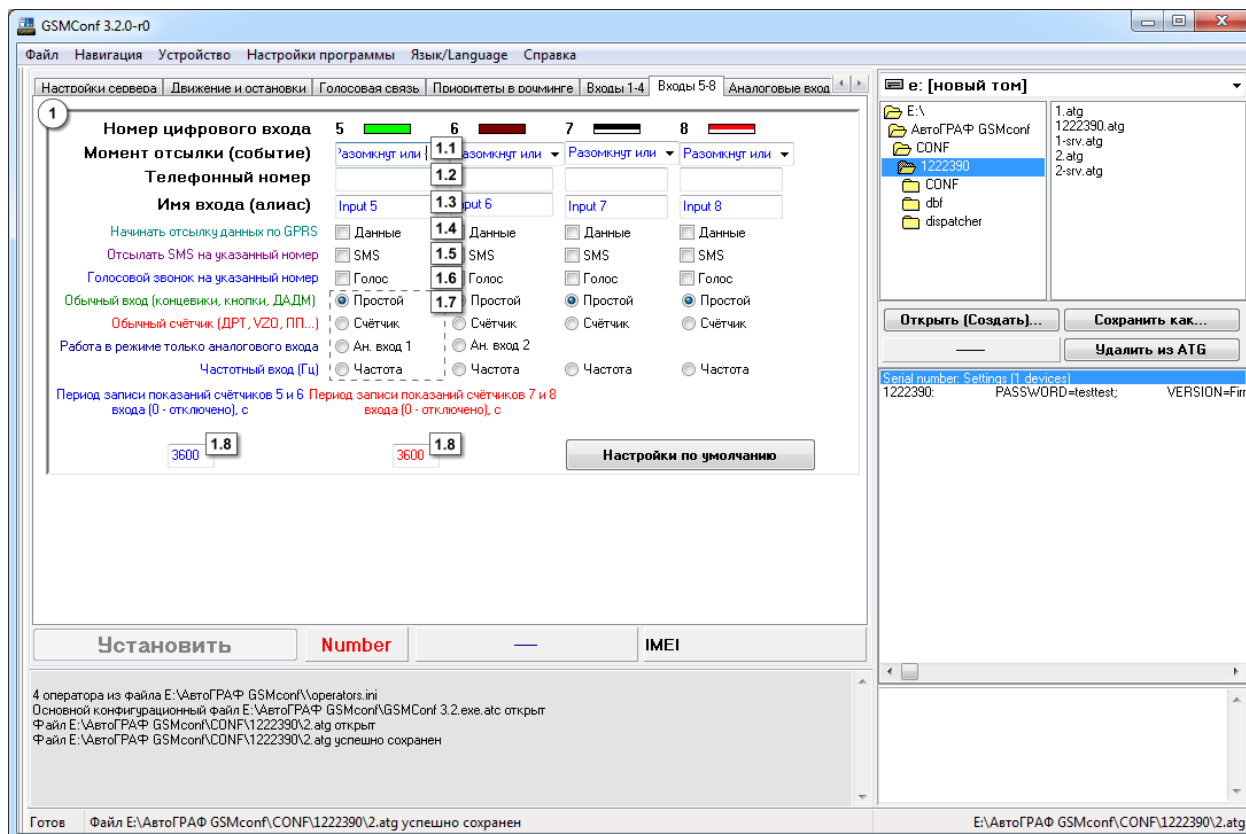 GSMConf 3.2.0-r0
Файл Навигация Устройство Настройки программы Язык/Language Справка
Настройки сервера Движение и остановки Голосовая связь Приоритеты в роуминге Входы 1-4 Входы 5-8 Аналоговые вход
1
Номер цифрового входа 5 6 7 8
Момент отсылки (событие) Разомкнут или 1.1 азомкнут или Разомкнут или Разомкнут или
Телефонный номер 1.2
Имя входа (алиас) Input 5 1.3 nput 6 Input 7 Input 8
Начинать отсылку данных по GPRS Данные 1.4 Данные Данные Данные
Отсылать SMS на указанный номер SMS 1.5 SMS SMS SMS
Голосовой звонок на указанный номер Голос 1.6 Голос Голос Голос
Обычный вход (концевики, кнопки, ДАДМ) Простой 1.7 Простой Простой Простой
Обычный счётчик (ДРТ, VZO, ПП...) Счётчик Счётчик Счётчик Счётчик
Работа в режиме только аналогового входа Ан. вход 1 Ан. вход 2
Частотный вход (Гц) Частота Частота Частота Частота
Период записи показаний счётчиков 5 и 6 входа (0 - отключено), с
Период записи показаний счётчиков 7 и 8 входа (0 - отключено), с
3600 1.8 3600 1.8 Настройки по умолчанию
Установить Number — IMEI
4 оператора из файла E:\АвтоГРАФ GSMconf\\operators.ini
Основной конфигурационный файл E:\АвтоГРАФ GSMconf\GSMConf 3.2.exe.atc открыт
Файл E:\АвтоГРАФ GSMconf\CONF\1222390\2.atg открыт
Файл E:\АвтоГРАФ GSMconf\CONF\1222390\2.atg успешно сохранен
e: [новый том]
E:\
АвтоГРАФ GSMconf
CONF
1222390
CONF
dbf
dispatcher
1.atg
1222390.atg
1-srv.atg
2.atg
2-srv.atg
Открыть (Создать)... Сохранить как...
— Удалить из ATG
Serial number: Settings (1 devices)
1222390: PASSWORD=testtest; VERSION=Fir
Готов Файл E:\АвтоГРАФ GSMconf\CONF\1222390\2.atg успешно сохранен E:\АвтоГРАФ GSMconf\CONF\1222390\2.atg